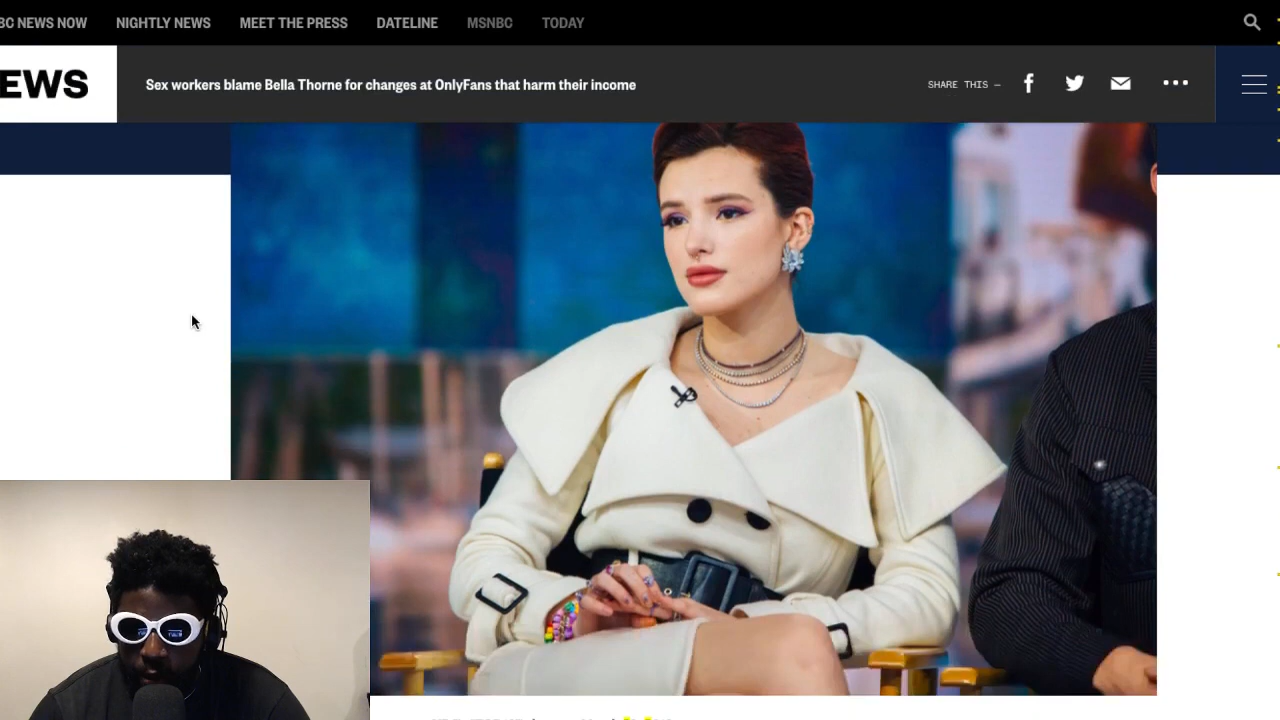 BC NEWS NOW NIGHTLY NEWS MEET THE PRESS DATELINE MSNBC TODAY
EWS Sex workers blame Bella Thorne for changes at OnlyFans that harm their income SHARE THIS —